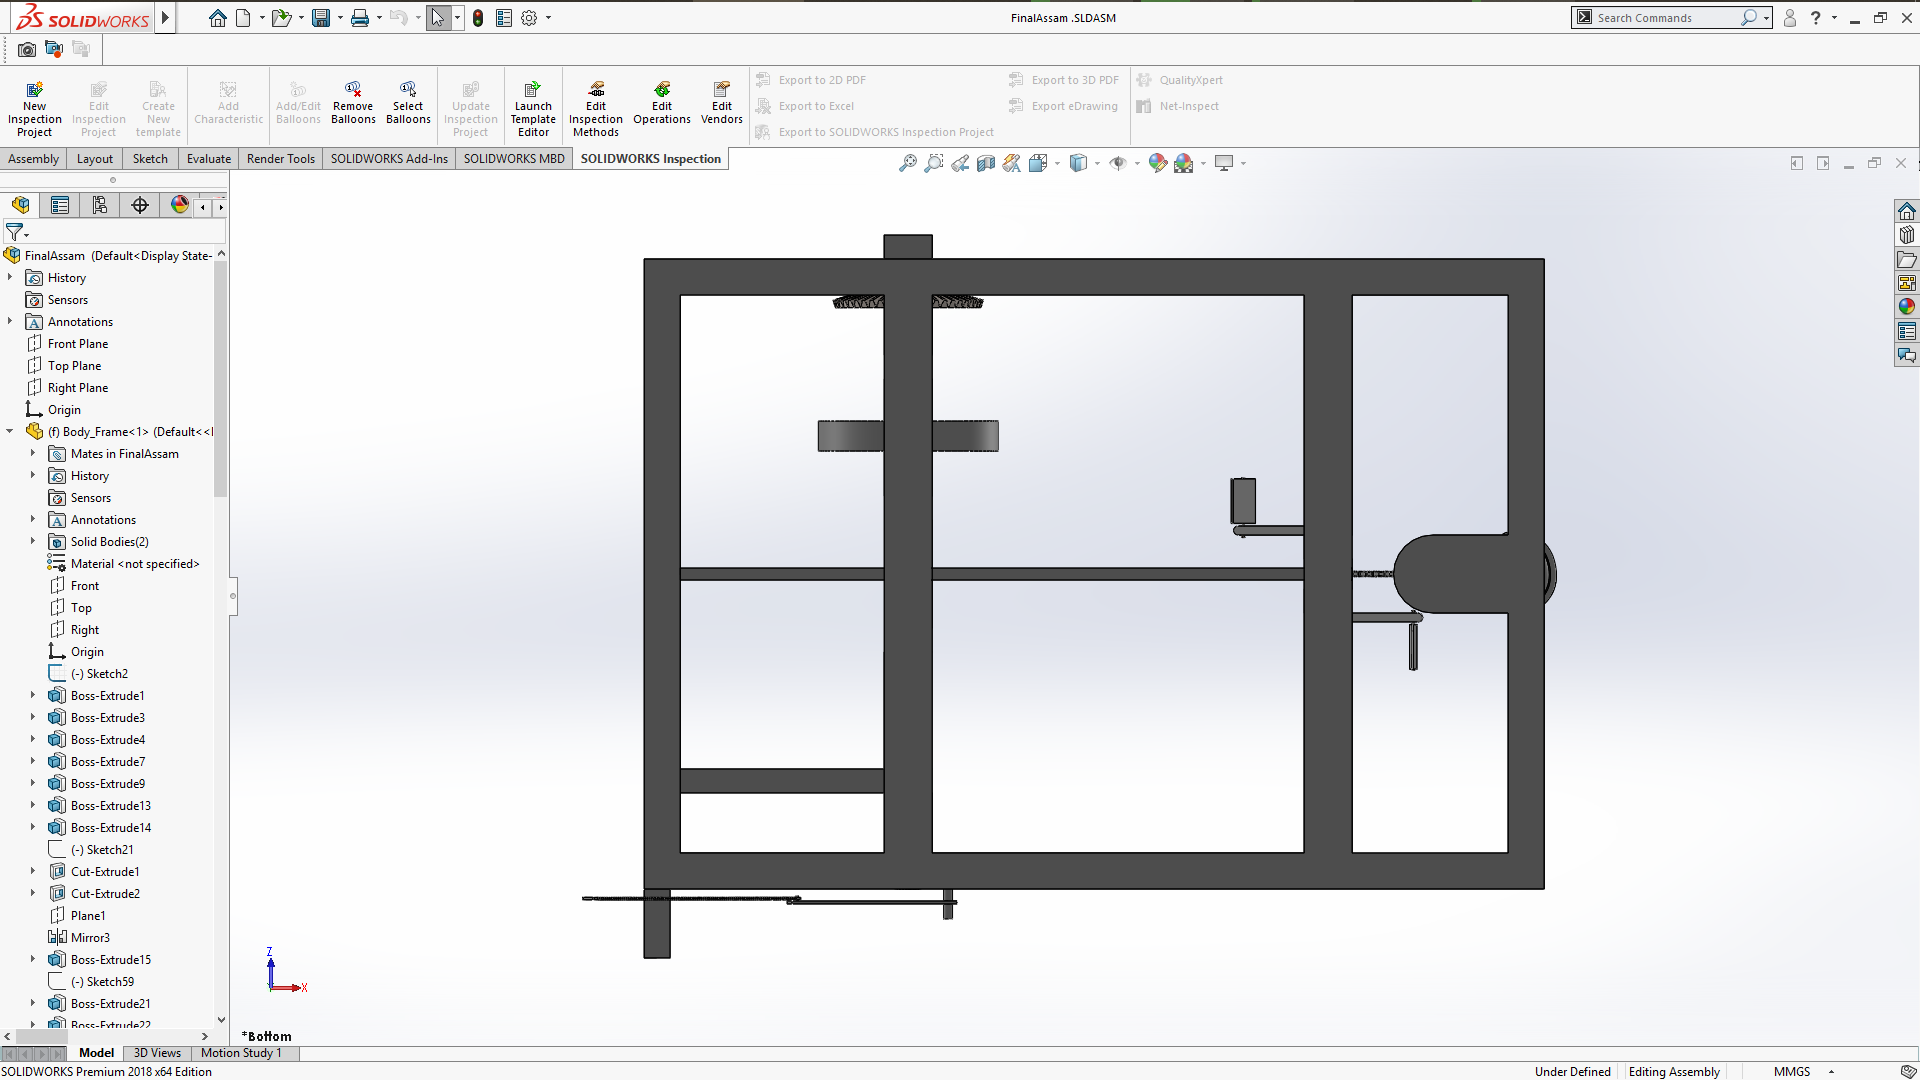 SOLIDWORKS
FinalAssam .SLDASM
Search Commands
New Inspection Project
Edit Inspection Project
Create New template
Add Characteristic
Add/Edit Balloons
Remove Balloons
Select Balloons
Update Inspection Project
Launch Template Editor
Edit Inspection Methods
Edit Operations
Edit Vendors
Export to 2D PDF
Export to Excel
Export to SOLIDWORKS Inspection Project
Export to 3D PDF
Export eDrawing
QualityXpert
Net-Inspect
Assembly
Layout
Sketch
Evaluate
Render Tools
SOLIDWORKS Add-Ins
SOLIDWORKS MBD
SOLIDWORKS Inspection
FinalAssam (Default<Display State-
History
Sensors
Annotations
Front Plane
Top Plane
Right Plane
Origin
(f) Body_Frame<1> (Default<<
Mates in FinalAssam
History
Sensors
Annotations
Solid Bodies(2)
Material <not specified>
Front
Top
Right
Origin
(-) Sketch2
Boss-Extrude1
Boss-Extrude3
Boss-Extrude4
Boss-Extrude7
Boss-Extrude9
Boss-Extrude13
Boss-Extrude14
(-) Sketch21
Cut-Extrude1
Cut-Extrude2
Plane1
Mirror3
Boss-Extrude15
(-) Sketch59
Boss-Extrude21
Boss-Extrude22
Z
X
*Bottom
Model
3D Views
Motion Study 1
SOLIDWORKS Premium 2018 x64 Edition
Under Defined
Editing Assembly
MMGS